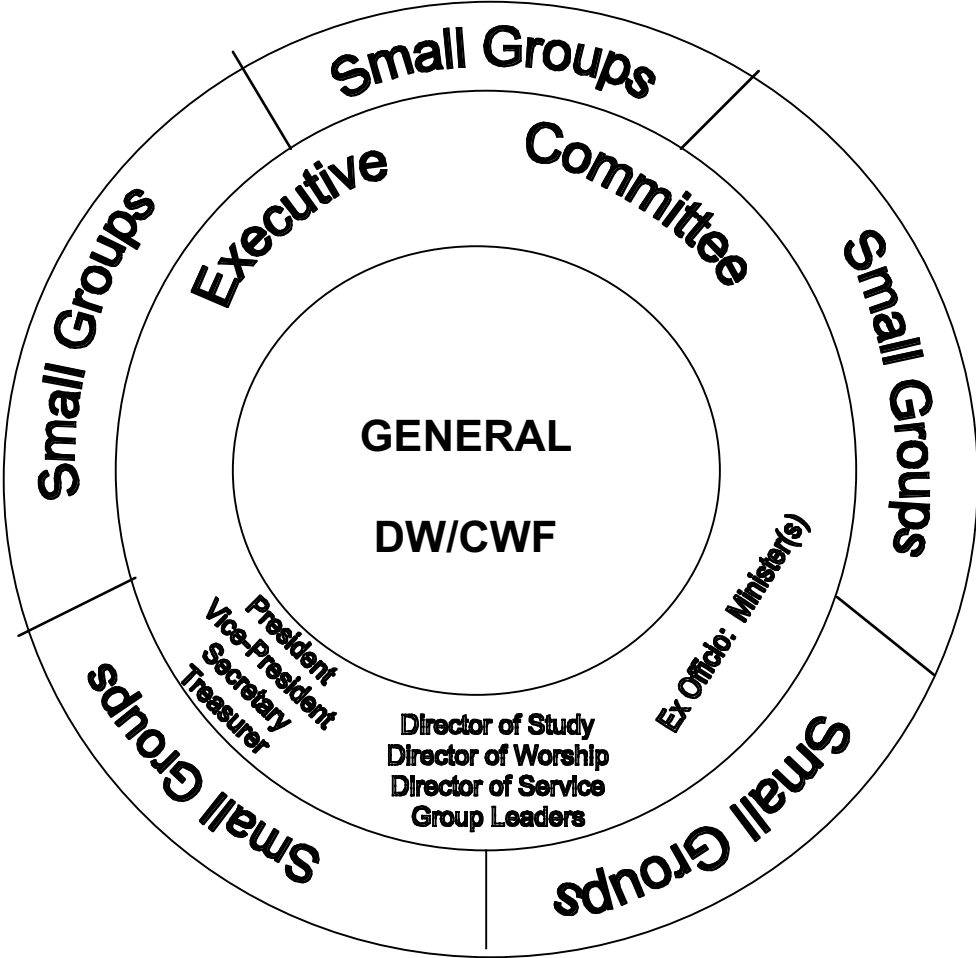 Small Groups
Small Groups
Small Groups
Small Groups
Small Groups
Executive Committee
GENERAL
DW/CWF
President
Vice-President
Secretary
Treasurer
Director of Study
Director of Worship
Director of Service
Group Leaders
Ex Officio: Minister(s)